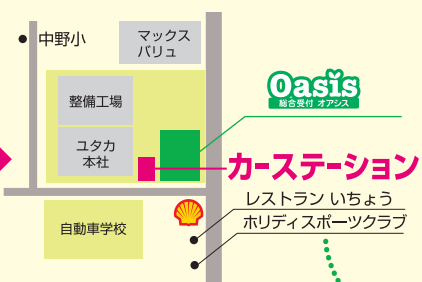 中野小
マックス
バリュ
Oasis
総合受付 オアシス
整備工場
ユタカ
本社
カーステーション
レストラン いちょう
ホリディスポーツクラブ
自動車学校